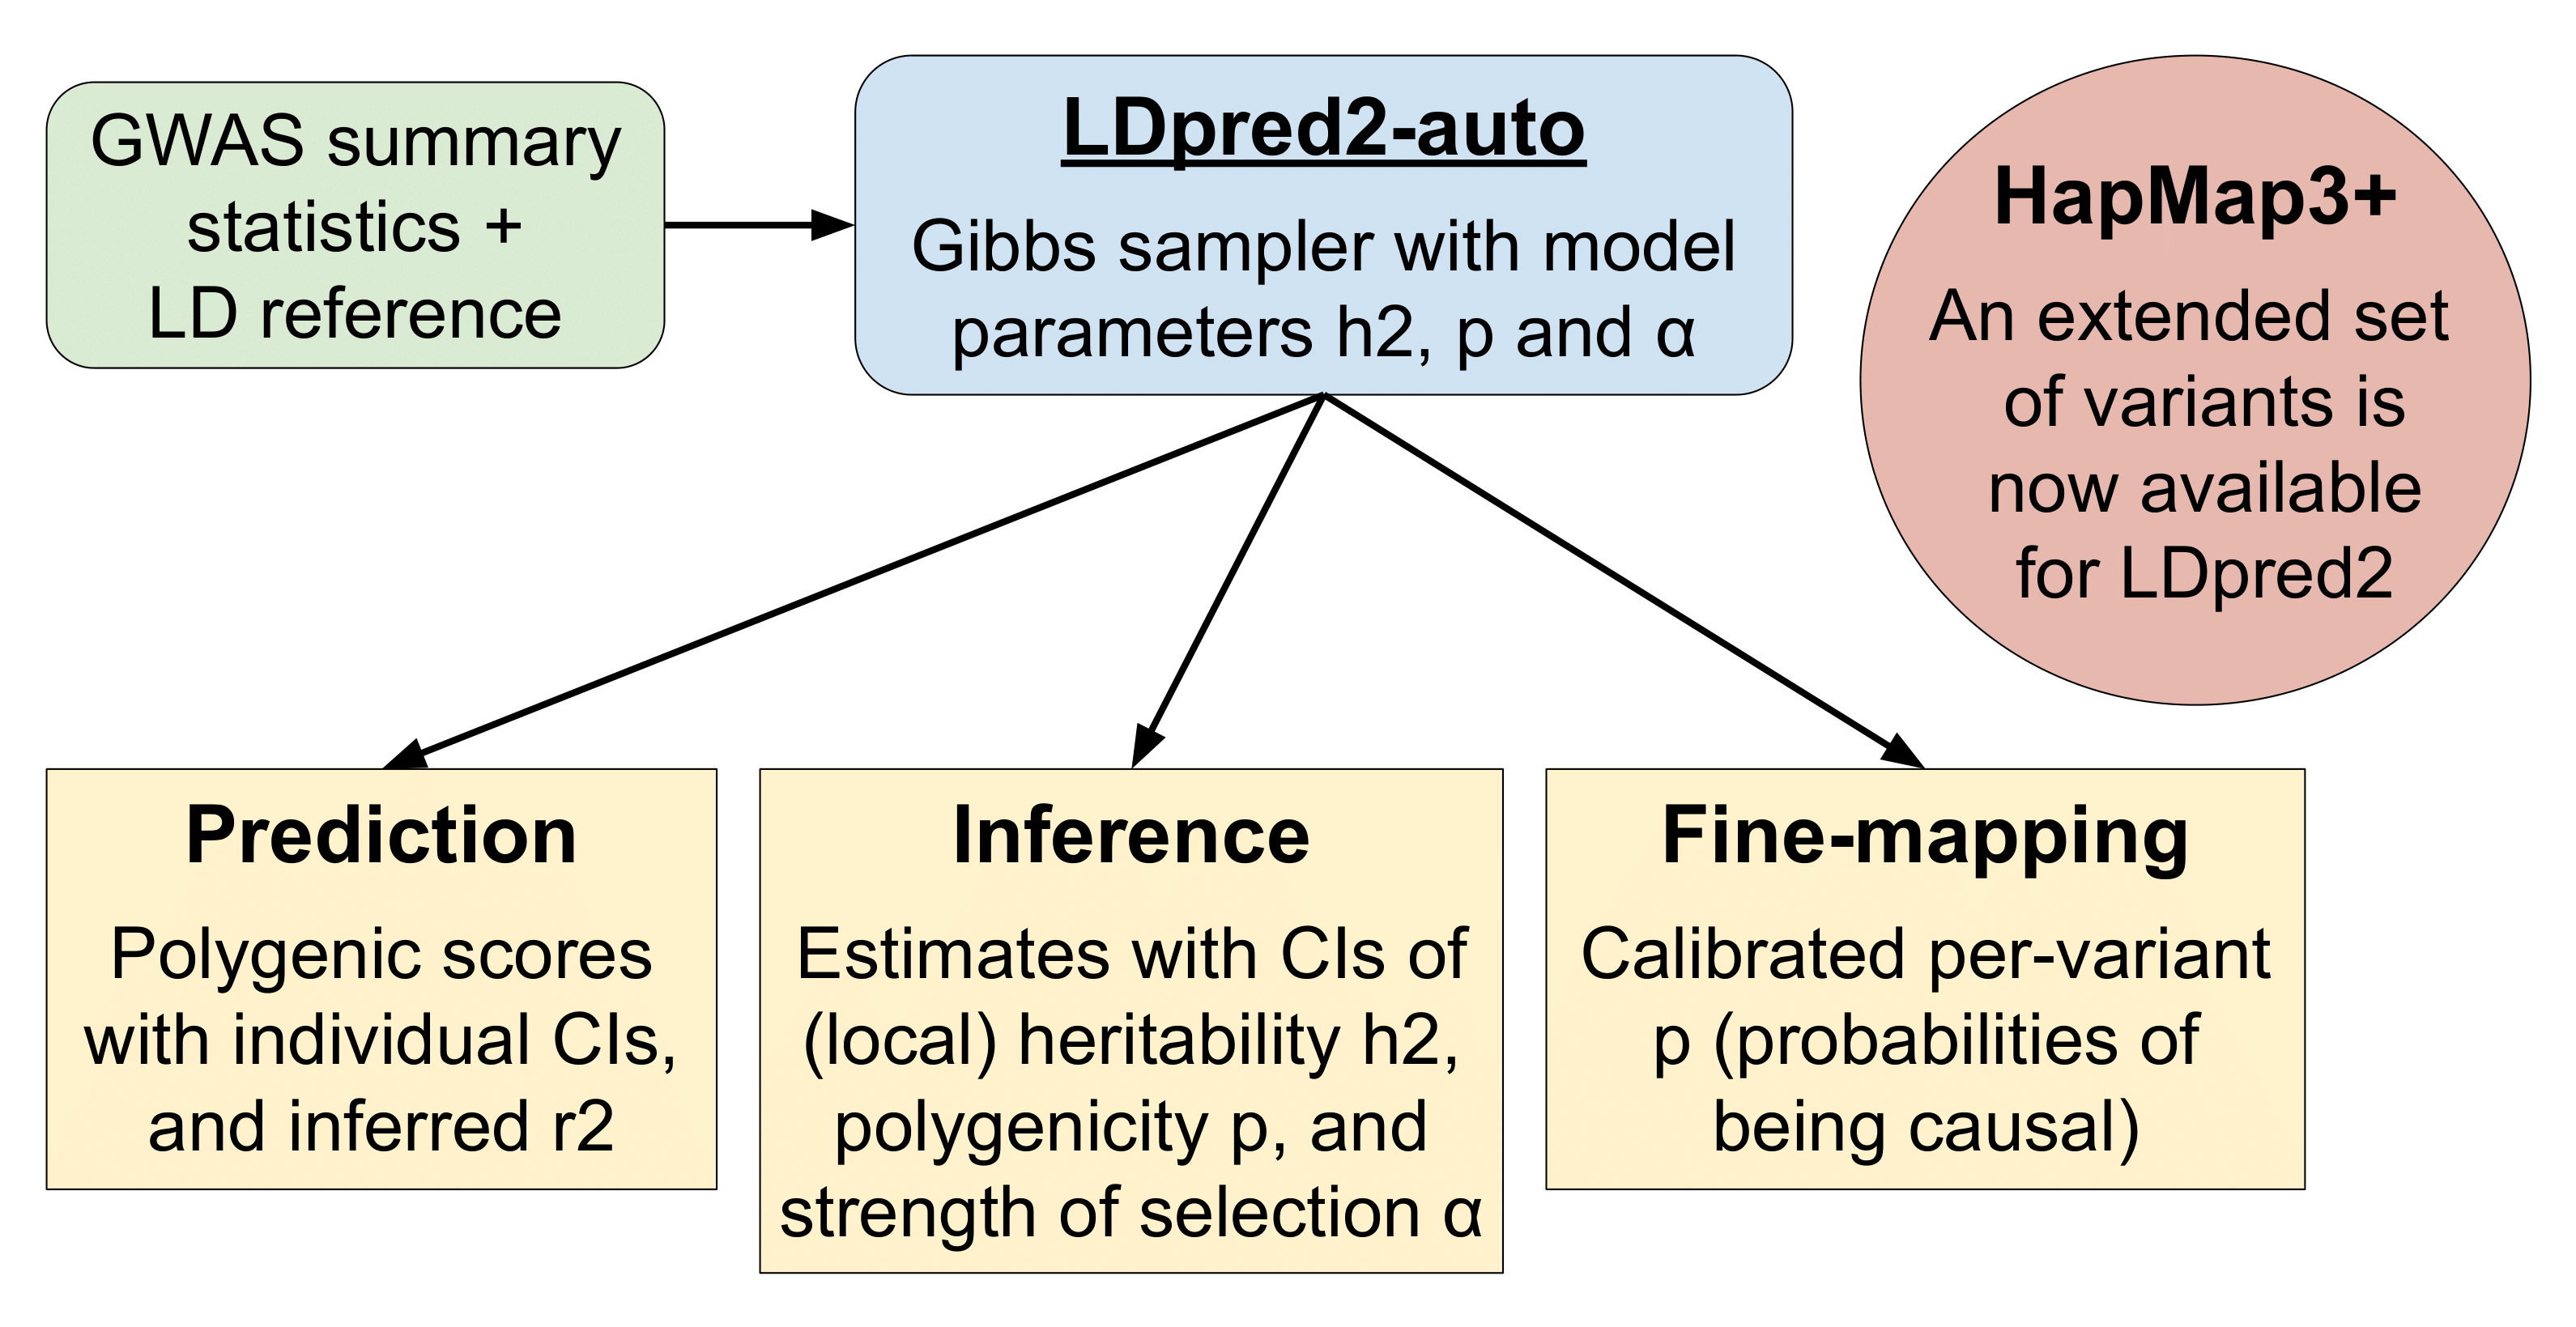 GWAS summary
statistics +
LD reference
LDpred2-auto
Gibbs sampler with model
parameters h2, p and α
HapMap3+
An extended set
of variants is
now available
for LDpred2
Prediction
Polygenic scores
with individual CIs,
and inferred r2
Inference
Estimates with CIs of
(local) heritability h2,
polygenicity p, and
strength of selection α
Fine-mapping
Calibrated per-variant
p (probabilities of
being causal)